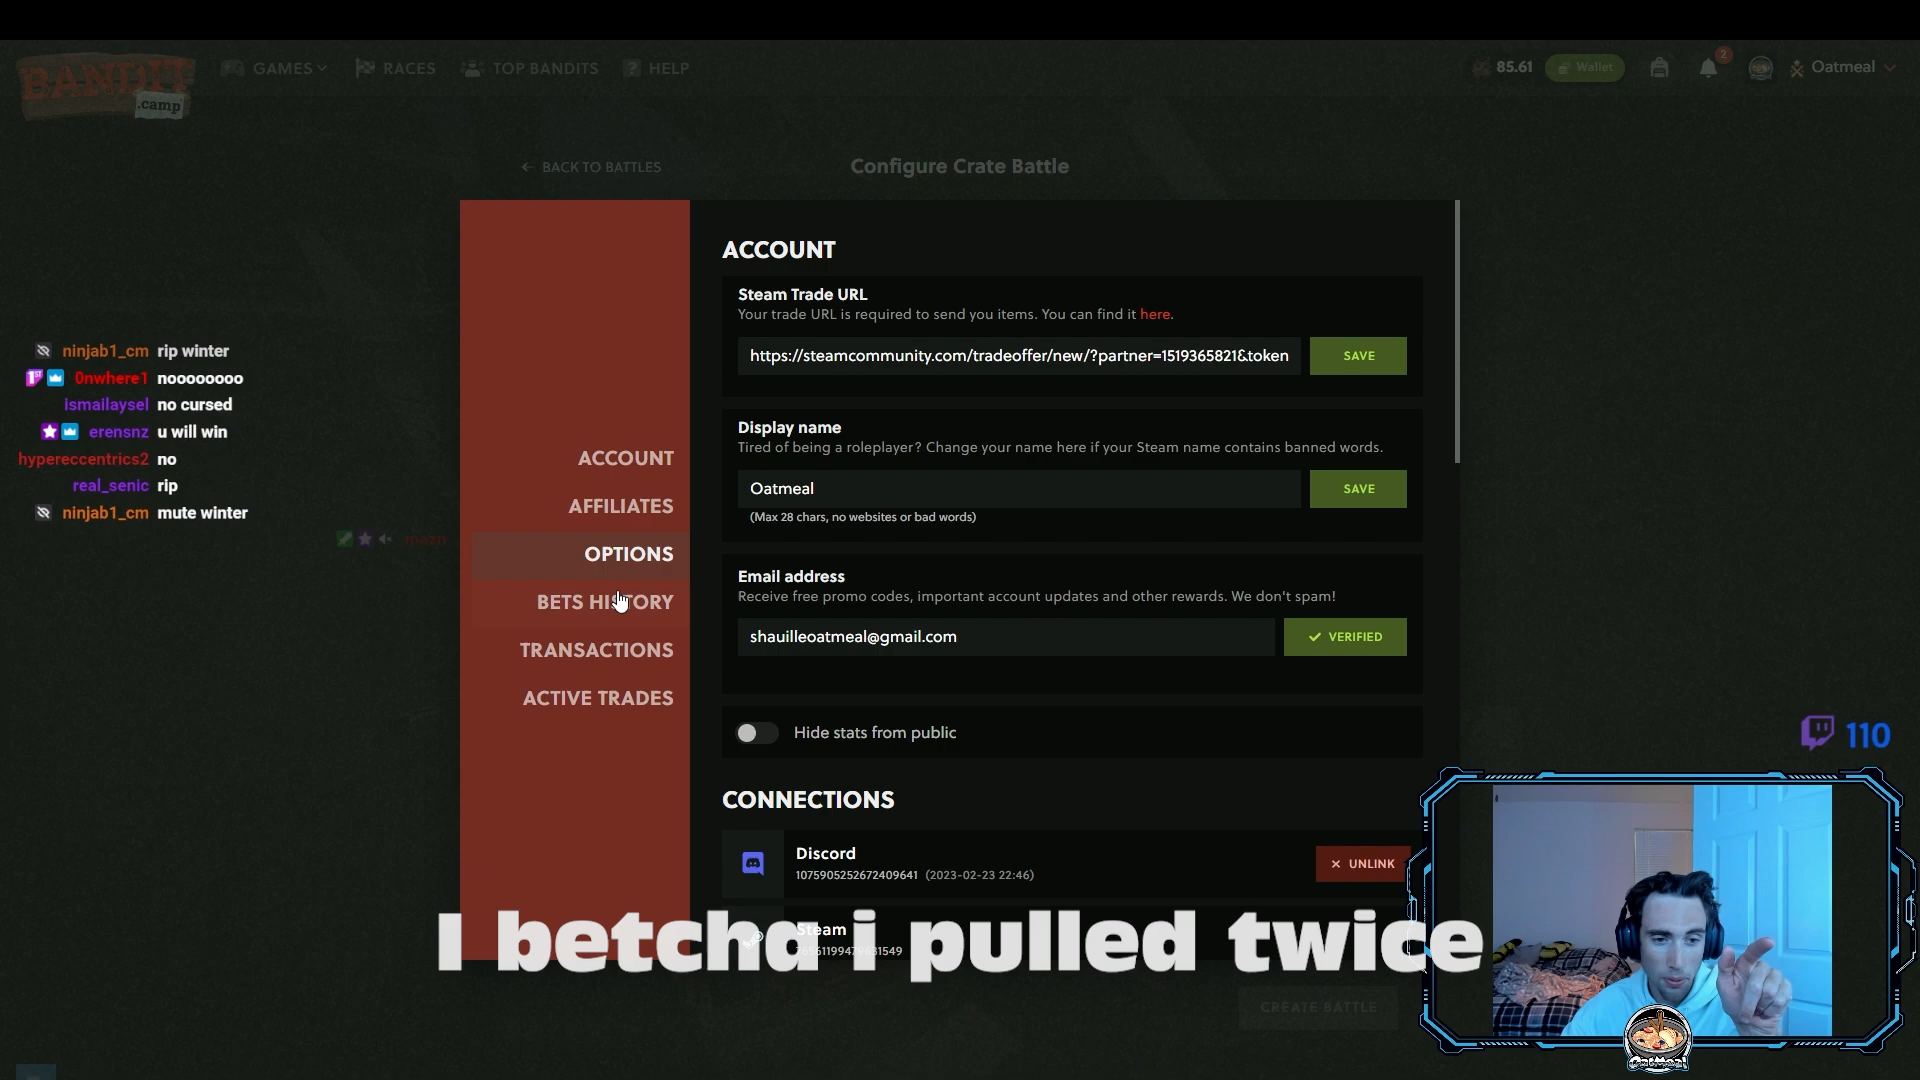 BANDIT
.camp
GAMES
RACES
TOP BANDITS
? HELP
85.61
Wallet
2
Oatmeal
← BACK TO BATTLES
Configure Crate Battle
ninjab1_cm rip winter
0nwhere1 noooooooo
ismailaysel no cursed
erensnz u will win
hypereccentrics2 no
real_senic rip
ninjab1_cm mute winter
mozn
ACCOUNT
AFFILIATES
OPTIONS
BETS HISTORY
TRANSACTIONS
ACTIVE TRADES
ACCOUNT
Steam Trade URL
Your trade URL is required to send you items. You can find it here.
https://steamcommunity.com/tradeoffer/new/?partner=1519365821&token
SAVE
Display name
Tired of being a roleplayer? Change your name here if your Steam name contains banned words.
Oatmeal
SAVE
(Max 28 chars, no websites or bad words)
Email address
Receive free promo codes, important account updates and other rewards. We don't spam!
shauilleoatmeal@gmail.com
VERIFIED
Hide stats from public
CONNECTIONS
Discord
1075905252672409641 (2023-02-23 22:46)
UNLINK
Steam
I betcha i pulled twice
CREATE BATTLE
110
OatMeal